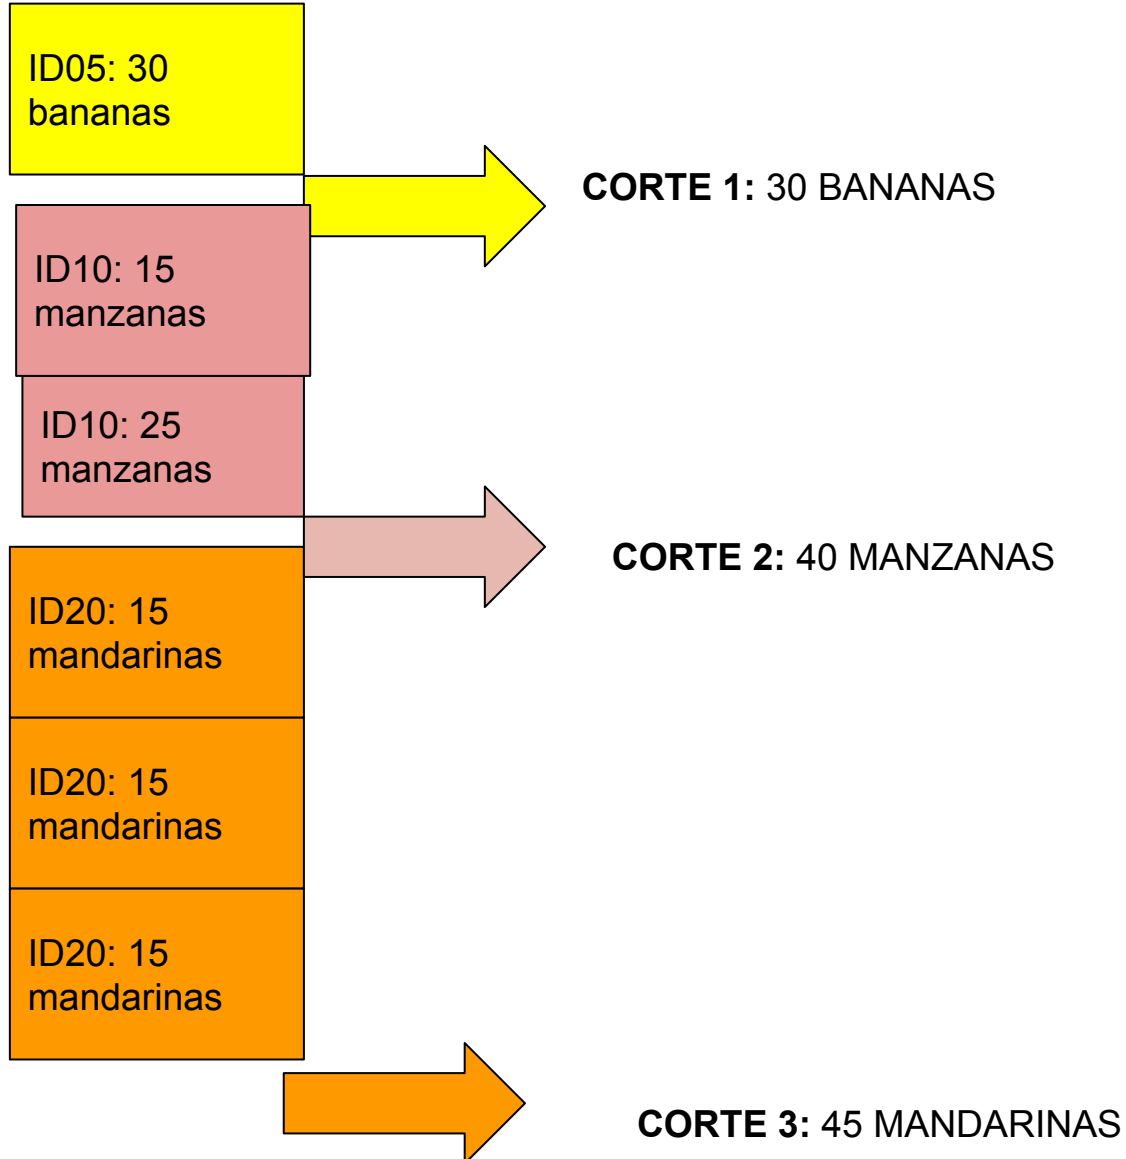 ID05: 30
bananas
CORTE 1: 30 BANANAS
ID10: 15
manzanas
ID10: 25
manzanas
CORTE 2: 40 MANZANAS
ID20: 15
mandarinas
ID20: 15
mandarinas
ID20: 15
mandarinas
CORTE 3: 45 MANDARINAS